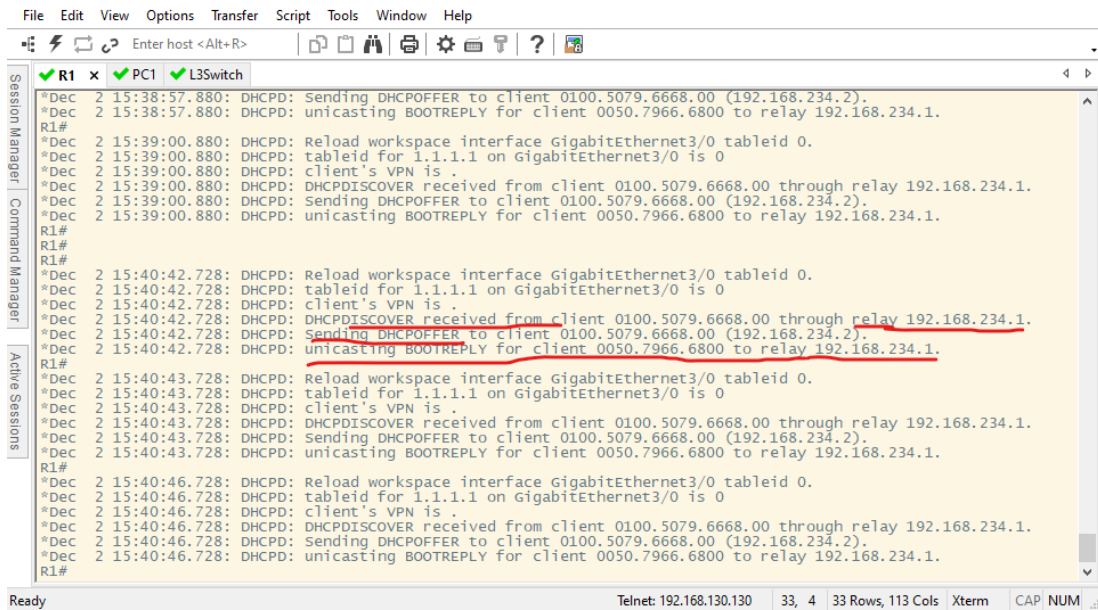 File Edit View Options Transfer Script Tools Window Help
Enter host <Alt+R>
R1 × PC1 L3Switch
Session Manager
Command Manager
Active Sessions
*Dec  2 15:38:57.880: DHCPD: Sending DHCPOFFER to client 0100.5079.6668.00 (192.168.234.2).
*Dec  2 15:38:57.880: DHCPD: unicasting BOOTREPLY for client 0050.7966.6800 to relay 192.168.234.1.
R1#
*Dec  2 15:39:00.880: DHCPD: Reload workspace interface GigabitEthernet3/0 tableid 0.
*Dec  2 15:39:00.880: DHCPD: tableid for 1.1.1.1 on GigabitEthernet3/0 is 0
*Dec  2 15:39:00.880: DHCPD: client's VPN is .
*Dec  2 15:39:00.880: DHCPD: DHCPDISCOVER received from client 0100.5079.6668.00 through relay 192.168.234.1.
*Dec  2 15:39:00.880: DHCPD: Sending DHCPOFFER to client 0100.5079.6668.00 (192.168.234.2).
*Dec  2 15:39:00.880: DHCPD: unicasting BOOTREPLY for client 0050.7966.6800 to relay 192.168.234.1.
R1#
R1#
R1#
*Dec  2 15:40:42.728: DHCPD: Reload workspace interface GigabitEthernet3/0 tableid 0.
*Dec  2 15:40:42.728: DHCPD: tableid for 1.1.1.1 on GigabitEthernet3/0 is 0
*Dec  2 15:40:42.728: DHCPD: client's VPN is .
*Dec  2 15:40:42.728: DHCPD: DHCPDISCOVER received from client 0100.5079.6668.00 through relay 192.168.234.1.
*Dec  2 15:40:42.728: DHCPD: Sending DHCPOFFER to client 0100.5079.6668.00 (192.168.234.2).
*Dec  2 15:40:42.728: DHCPD: unicasting BOOTREPLY for client 0050.7966.6800 to relay 192.168.234.1.
R1#
*Dec  2 15:40:43.728: DHCPD: Reload workspace interface GigabitEthernet3/0 tableid 0.
*Dec  2 15:40:43.728: DHCPD: tableid for 1.1.1.1 on GigabitEthernet3/0 is 0
*Dec  2 15:40:43.728: DHCPD: client's VPN is .
*Dec  2 15:40:43.728: DHCPD: DHCPDISCOVER received from client 0100.5079.6668.00 through relay 192.168.234.1.
*Dec  2 15:40:43.728: DHCPD: Sending DHCPOFFER to client 0100.5079.6668.00 (192.168.234.2).
*Dec  2 15:40:43.728: DHCPD: unicasting BOOTREPLY for client 0050.7966.6800 to relay 192.168.234.1.
R1#
*Dec  2 15:40:46.728: DHCPD: Reload workspace interface GigabitEthernet3/0 tableid 0.
*Dec  2 15:40:46.728: DHCPD: tableid for 1.1.1.1 on GigabitEthernet3/0 is 0
*Dec  2 15:40:46.728: DHCPD: client's VPN is .
*Dec  2 15:40:46.728: DHCPD: DHCPDISCOVER received from client 0100.5079.6668.00 through relay 192.168.234.1.
*Dec  2 15:40:46.728: DHCPD: Sending DHCPOFFER to client 0100.5079.6668.00 (192.168.234.2).
*Dec  2 15:40:46.728: DHCPD: unicasting BOOTREPLY for client 0050.7966.6800 to relay 192.168.234.1.
R1#
Ready Telnet: 192.168.130.130 33, 4 33 Rows, 113 Cols Xterm CAP NUM